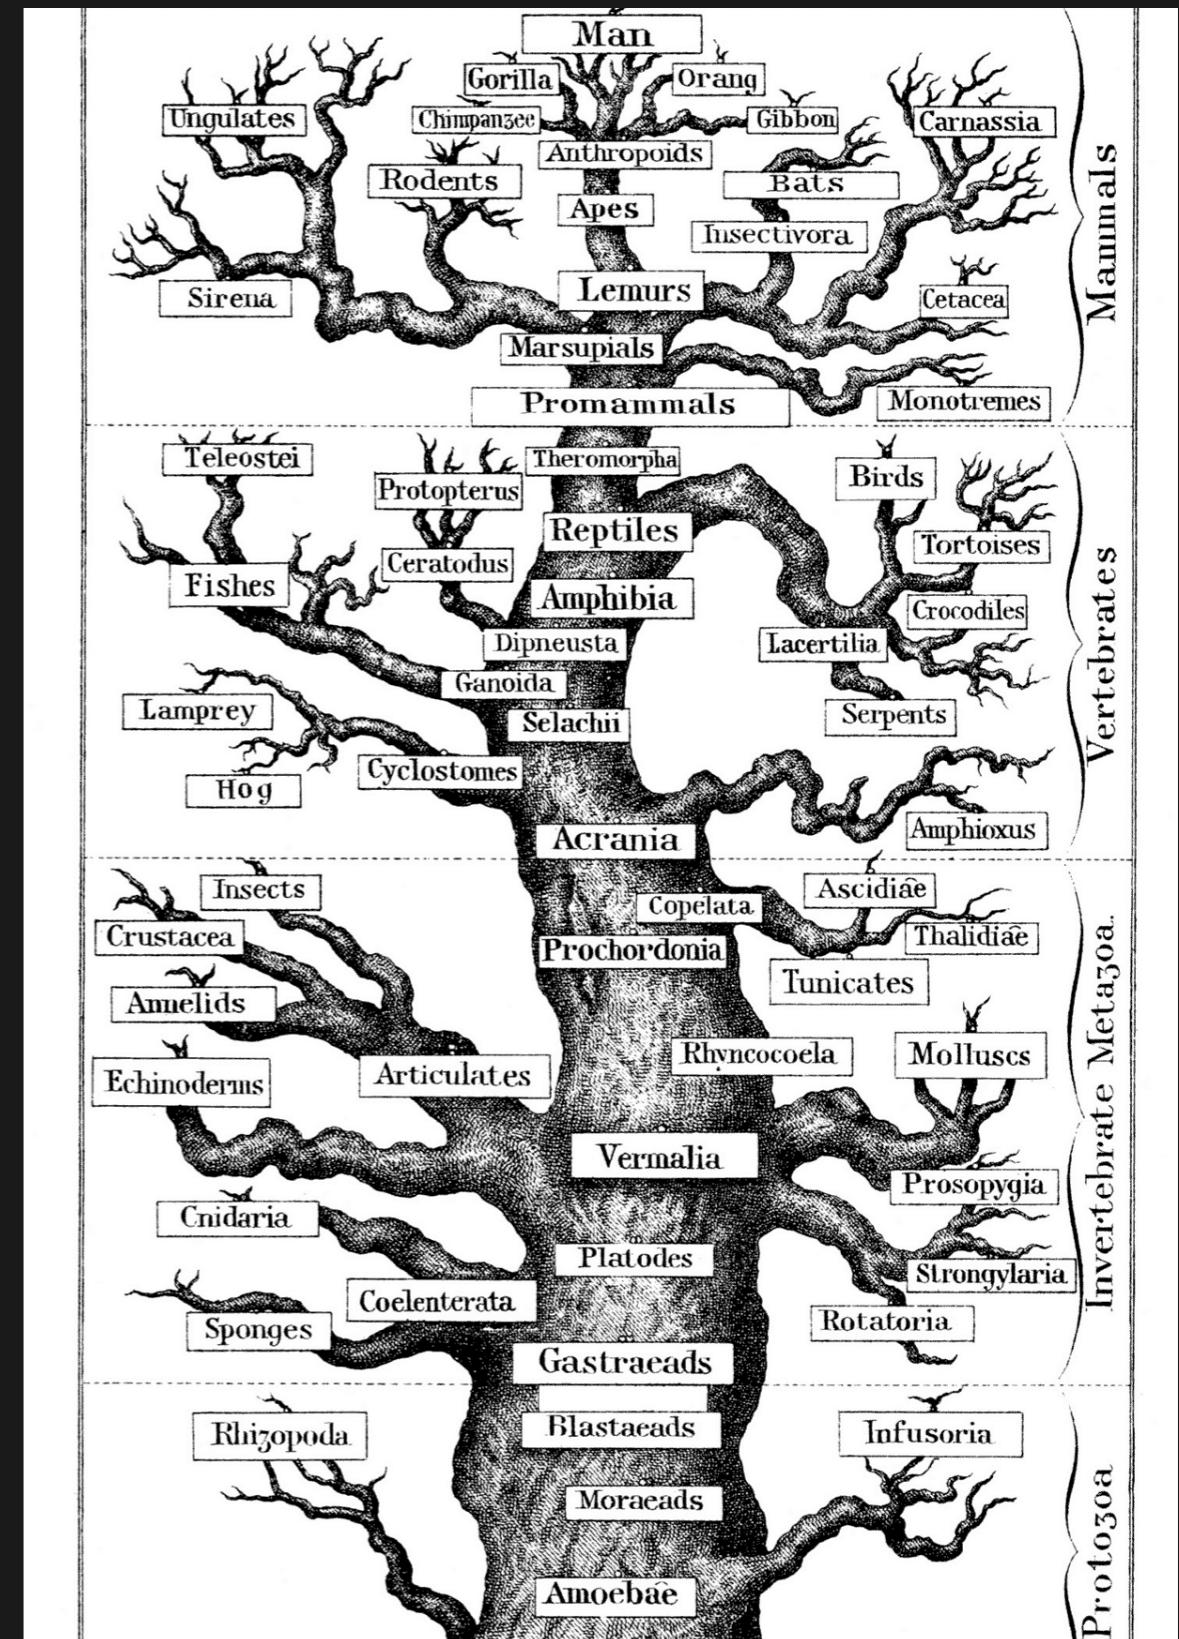 Man
Gorilla
Orang
Ungulates
Chimpanzee
Gibbon
Carnassia
Anthropoids
Rodents
Bats
Apes
Insectivora
Sirena
Lemurs
Cetacea
Marsupials
Promammals
Monotremes
Mammals
Teleostei
Theromorpha
Protopterus
Birds
Reptiles
Tortoises
Ceratodus
Fishes
Amphibia
Crocodiles
Dipneusta
Lacertilia
Ganoida
Lamprey
Selachii
Serpents
Cyclostomes
Hog
Acrania
Amphioxus
Vertebrates
Insects
Ascidiae
Copelata
Crustacea
Prochordonia
Thalidiae
Tunicates
Annelids
Rhyncocoela
Molluscs
Echinoderms
Articulates
Vermalia
Prosopygia
Cnidaria
Platodes
Strongylaria
Coelenterata
Rotatoria
Sponges
Gastraeads
Invertebrate Metazoa.
Blastaeads
Rhizopoda
Infusoria
Moraeads
Amoebae
Protozoa